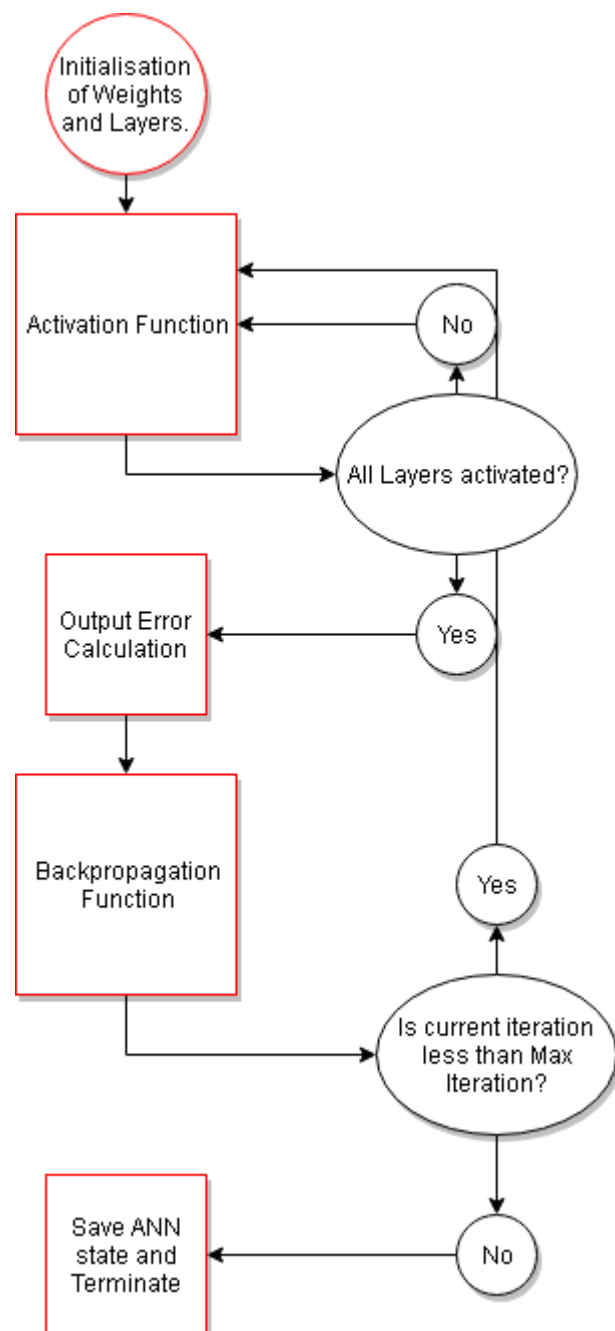 Initialisation
of Weights
and Layers.
Activation Function
No
All Layers activated?
Output Error
Calculation
Yes
Backpropagation
Function
Yes
Is current iteration
less than Max
Iteration?
Save ANN
state and
Terminate
No